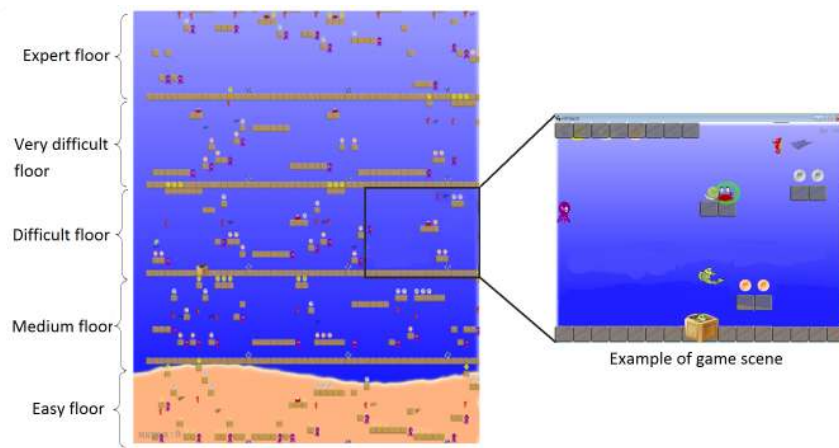 Expert floor
Very difficult
floor
Difficult floor
Medium floor
Easy floor
Example of game scene